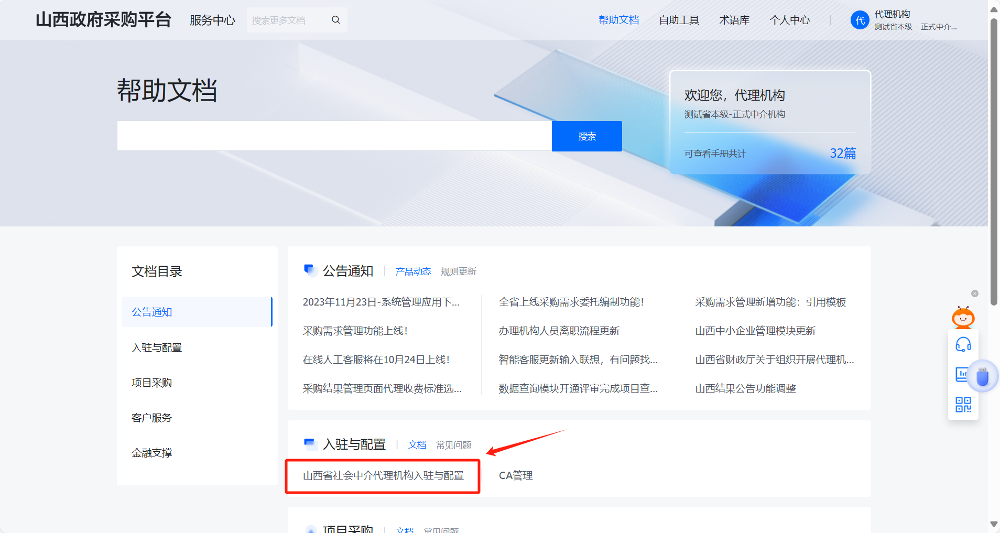 山西政府采购平台
服务中心
搜索更多文档
帮助文档
自助工具
术语库
个人中心
代
代理机构
测试省本级 - 正式中介...
帮助文档
搜索
欢迎您，代理机构
测试省本级-正式中介机构
可查看手册共计
32篇
文档目录
公告通知
入驻与配置
项目采购
客户服务
金融支撑
公告通知
产品动态
规则更新
2023年11月23日-系统管理应用下...
全省上线采购需求委托编制功能！
采购需求管理新增功能：引用模板
采购需求管理功能上线！
办理机构人员离职流程更新
山西中小企业管理模块更新
在线人工客服将在10月24日上线！
智能客服更新输入联想，有问题找...
山西省财政厅关于组织开展代理机...
采购结果管理页面代理收费标准选...
数据查询模块开通评审完成项目查...
山西结果公告功能调整
入驻与配置
文档
常见问题
山西省社会中介代理机构入驻与配置
CA管理
项目采购
文档
常见问题